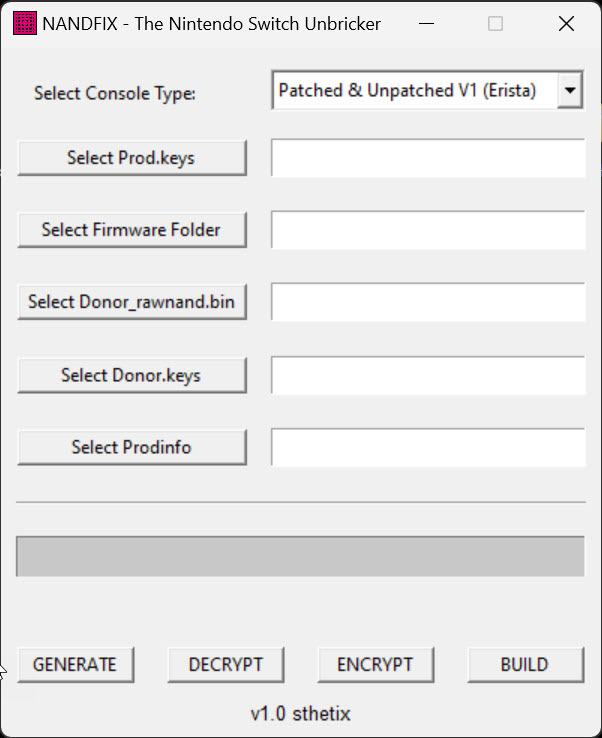 NANDFIX - The Nintendo Switch Unbricker
Select Console Type:
Patched & Unpatched V1 (Erista)
Select Prod.keys
Select Firmware Folder
Select Donor_rawnand.bin
Select Donor.keys
Select Prodinfo
GENERATE DECRYPT ENCRYPT BUILD
v1.0 sthetix